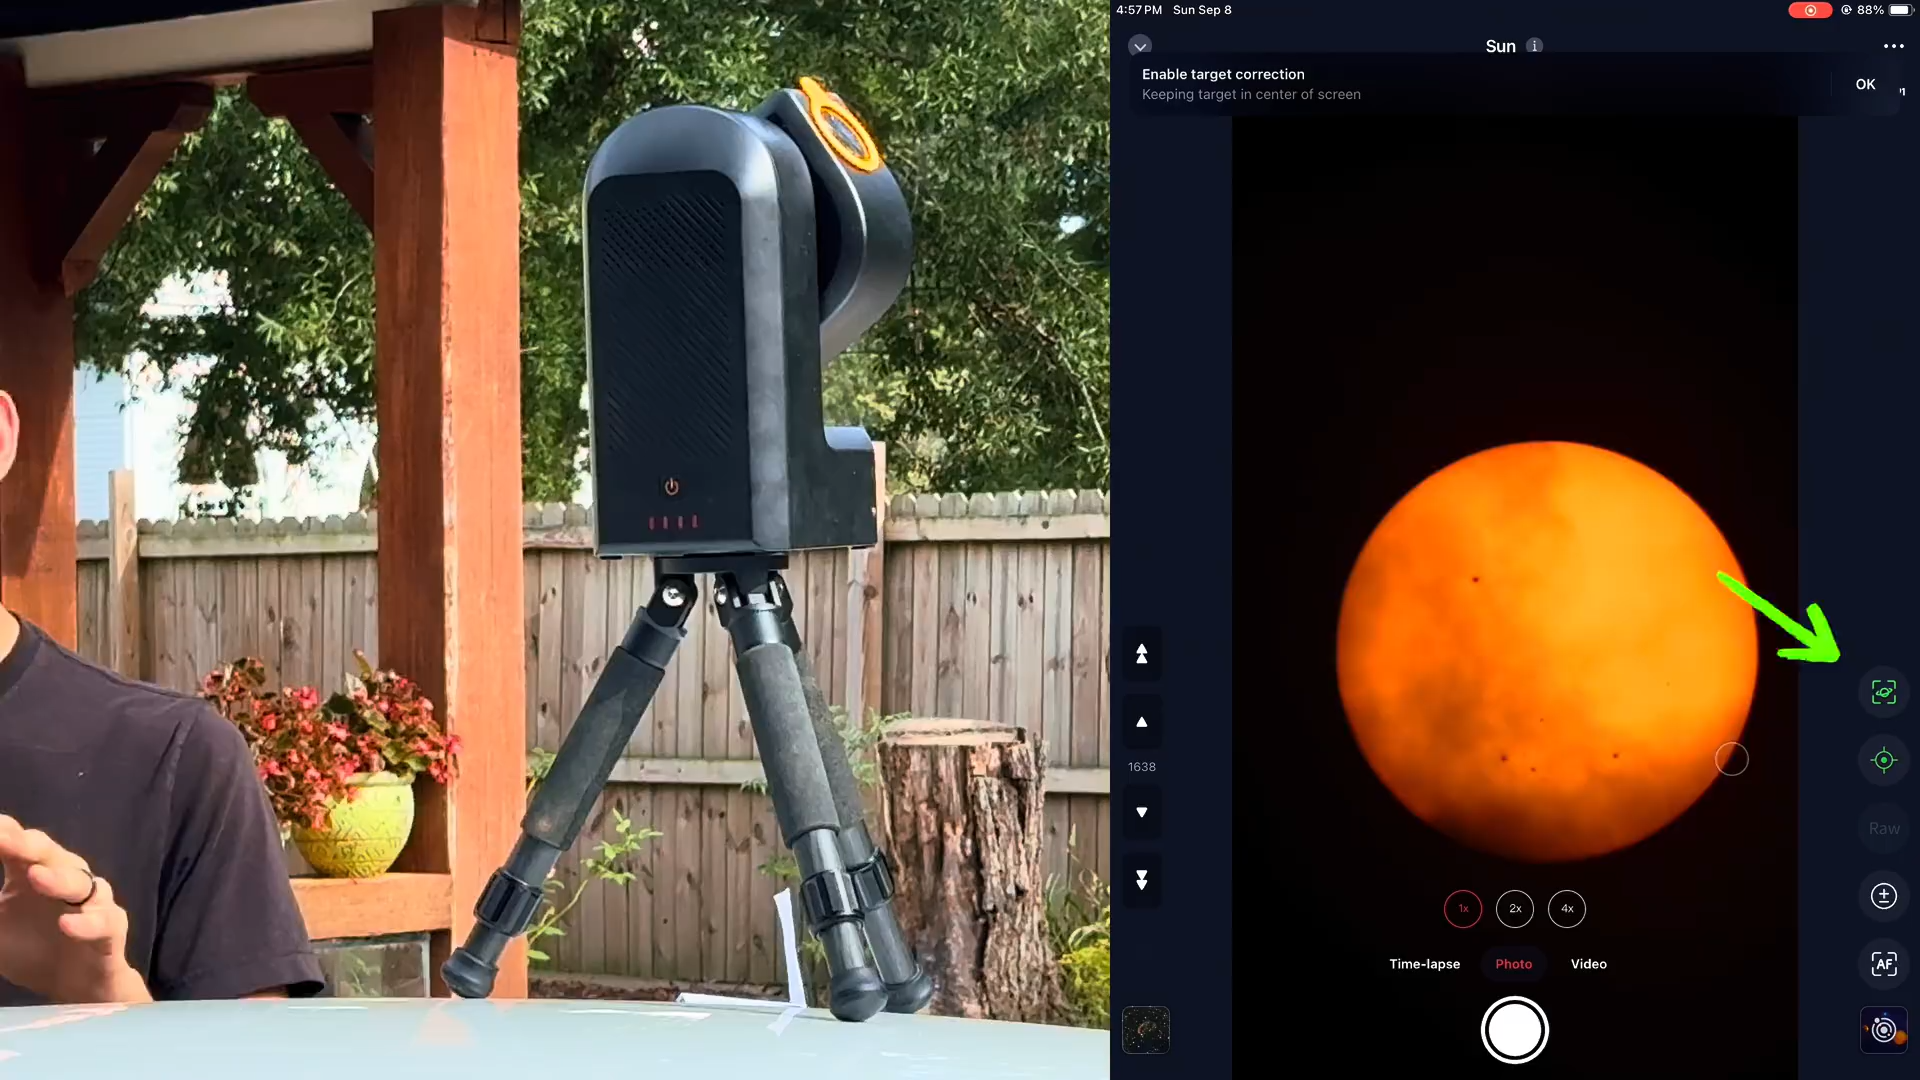 4:57 PM Sun Sep 8
88%
Sun
Enable target correction
Keeping target in center of screen
OK
1638
Raw
1x
2x
4x
AF
Time-lapse
Photo
Video